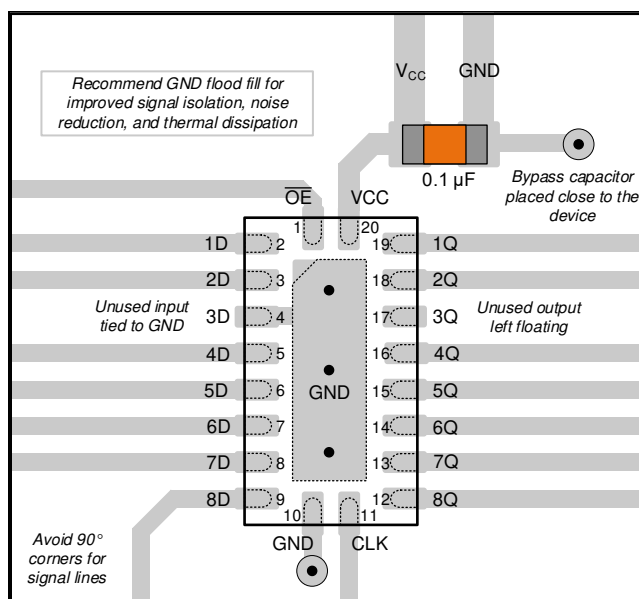 Recommend GND flood fill for
improved signal isolation, noise
reduction, and thermal dissipation
V_CC GND
0.1 µF
Bypass capacitor
placed close to the
device
O̅E̅ VCC
1 20
1D 2 19 1Q
2D 3 18 2Q
Unused input
tied to GND
3D 4 17 3Q
Unused output
left floating
4D 5 16 4Q
5D 6 GND 15 5Q
6D 7 14 6Q
7D 8 13 7Q
8D 9 12 8Q
10 11
GND CLK
Avoid 90°
corners for
signal lines